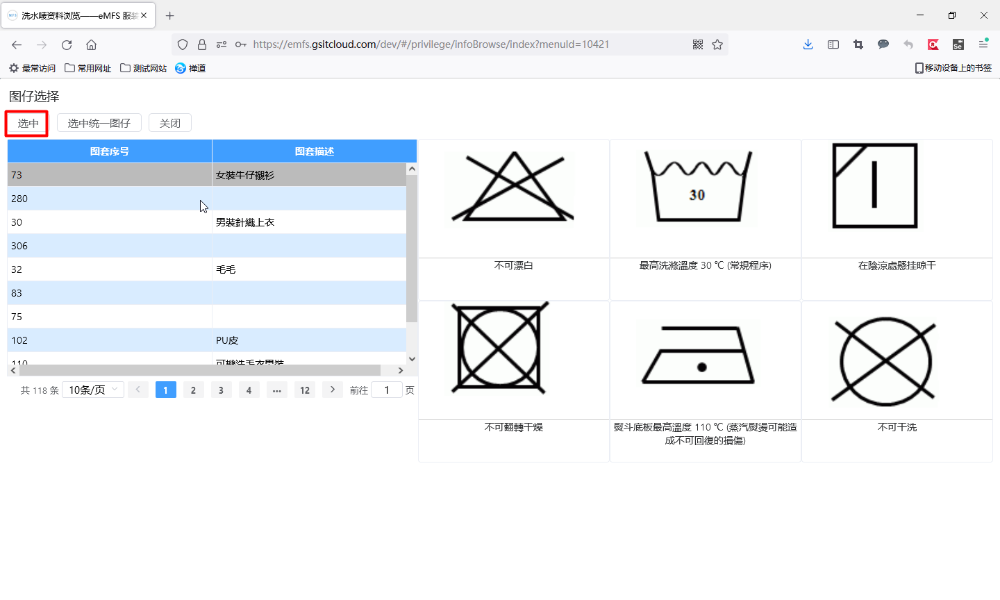 洗水唛资料浏览——eMFS 服装
https://emfs.gsitcloud.com/dev/#/privilege/infoBrowse/index?menuId=10421
最常访问 常用网址 测试网站 禅道 移动设备上的书签
图仔选择
选中 选中统一图仔 关闭
图套序号 图套描述
73 女裝牛仔襯衫
280
30 男裝針織上衣
306
32 毛毛
83
75
102 PU皮
110 可機洗毛衣男裝
共 118 条 10条/页 1 2 3 4 ••• 12 前往 1 页
30
不可漂白 最高洗滌溫度 30 ℃ (常規程序) 在陰涼處懸挂晾干
不可翻轉干燥 熨斗底板最高溫度 110 ℃ (蒸汽熨燙可能造 不可干洗
成不可回復的損傷)